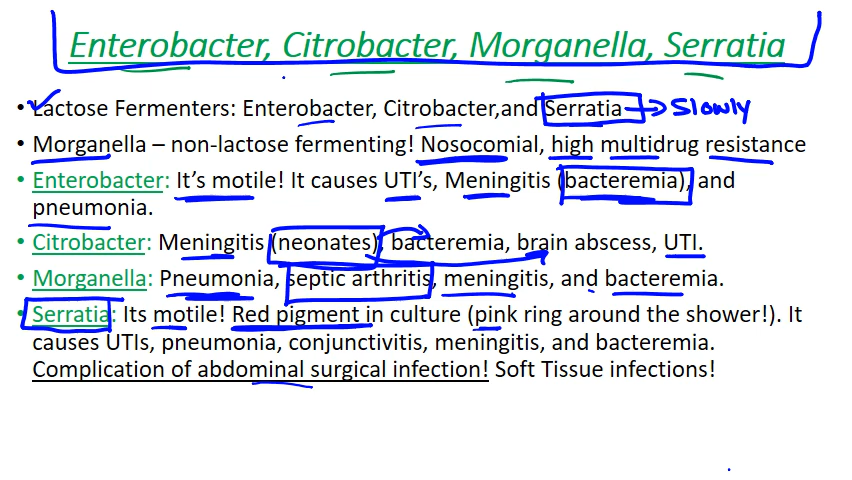 Enterobacter, Citrobacter, Morganella, Serratia
• Lactose Fermenters: Enterobacter, Citrobacter,and Serratia → Slowly
• Morganella – non-lactose fermenting! Nosocomial, high multidrug resistance
• Enterobacter: It's motile! It causes UTI's, Meningitis (bacteremia), and
pneumonia.
• Citrobacter: Meningitis (neonates), bacteremia, brain abscess, UTI.
• Morganella: Pneumonia, septic arthritis, meningitis, and bacteremia.
• Serratia: Its motile! Red pigment in culture (pink ring around the shower!). It
causes UTIs, pneumonia, conjunctivitis, meningitis, and bacteremia.
Complication of abdominal surgical infection! Soft Tissue infections!